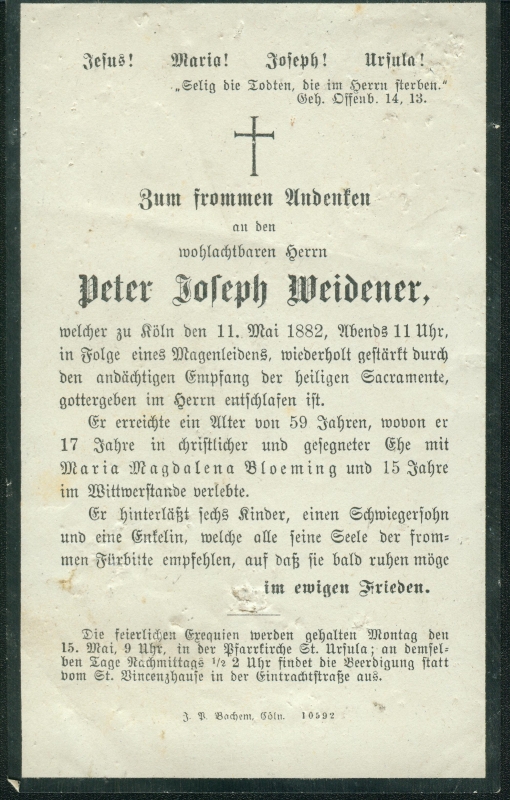 Jesus! Maria! Joseph! Ursula!
„Selig die Todten, die im Herrn sterben.“
Geh. Offenb. 14, 13.
Zum frommen Andenken
an den
wohlachtbaren Herrn
Peter Joseph Weidener,
welcher zu Köln den 11. Mai 1882, Abends 11 Uhr,
in Folge eines Magenleidens, wiederholt gestärkt durch
den andächtigen Empfang der heiligen Sacramente,
gottergeben im Herrn entschlafen ist.
Er erreichte ein Alter von 59 Jahren, wovon er
17 Jahre in christlicher und gesegneter Ehe mit
Maria Magdalena Bloeming und 15 Jahre
im Wittwerstande verlebte.
Er hinterläßt sechs Kinder, einen Schwiegersohn
und eine Enkelin, welche alle seine Seele der from-
men Fürbitte empfehlen, auf daß sie bald ruhen möge
im ewigen Frieden.
Die feierlichen Exequien werden gehalten Montag den
15. Mai, 9 Uhr, in der Pfarrkirche St. Ursula; an demsel-
ben Tage Nachmittags 1/2 2 Uhr findet die Beerdigung statt
vom St. Vincenzhause in der Eintrachtstraße aus.
J. P. Bachem, Cöln. 10592